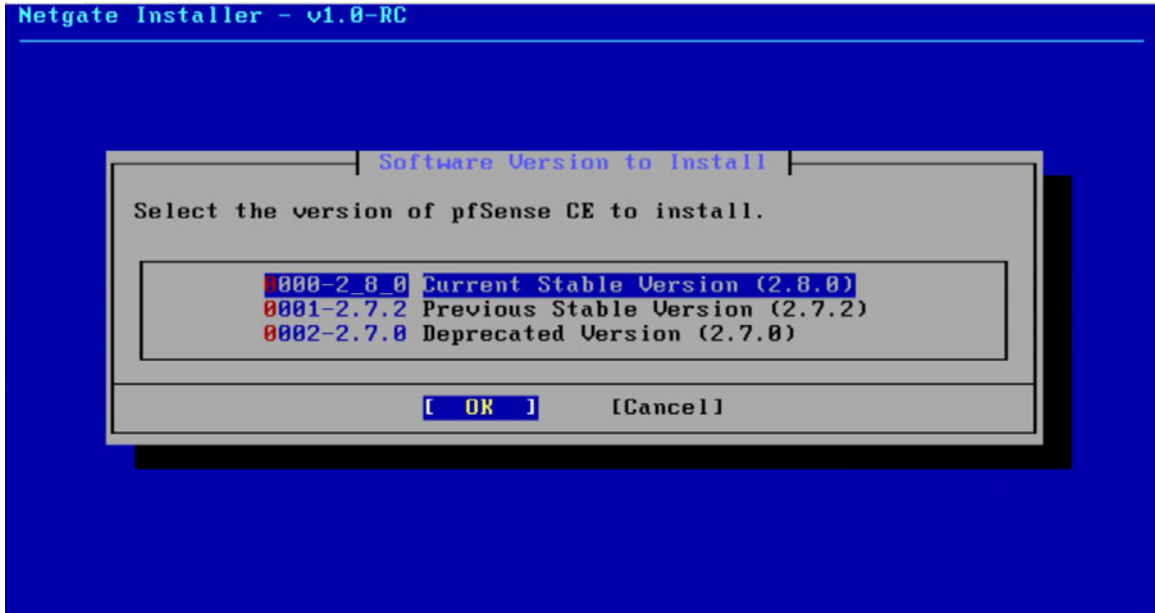 Netgate Installer - v1.0-RC
Software Version to Install
Select the version of pfSense CE to install.
0000-2_8_0 Current Stable Version (2.8.0)
0001-2.7.2 Previous Stable Version (2.7.2)
0002-2.7.0 Deprecated Version (2.7.0)
[ OK ] [Cancel]